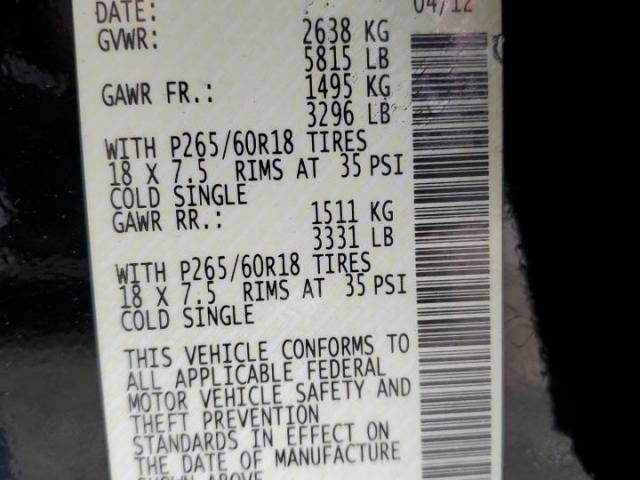 DATE: 04/12
GVWR: 2638 KG
5815 LB
GAWR FR.: 1495 KG
3296 LB
WITH P265/60R18 TIRES
18 X 7.5 RIMS AT 35 PSI
COLD SINGLE
GAWR RR.: 1511 KG
3331 LB
WITH P265/60R18 TIRES
18 X 7.5 RIMS AT 35 PSI
COLD SINGLE
THIS VEHICLE CONFORMS TO
ALL APPLICABLE FEDERAL
MOTOR VEHICLE SAFETY AND
THEFT PREVENTION
STANDARDS IN EFFECT ON
THE DATE OF MANUFACTURE
SHOWN ABOVE